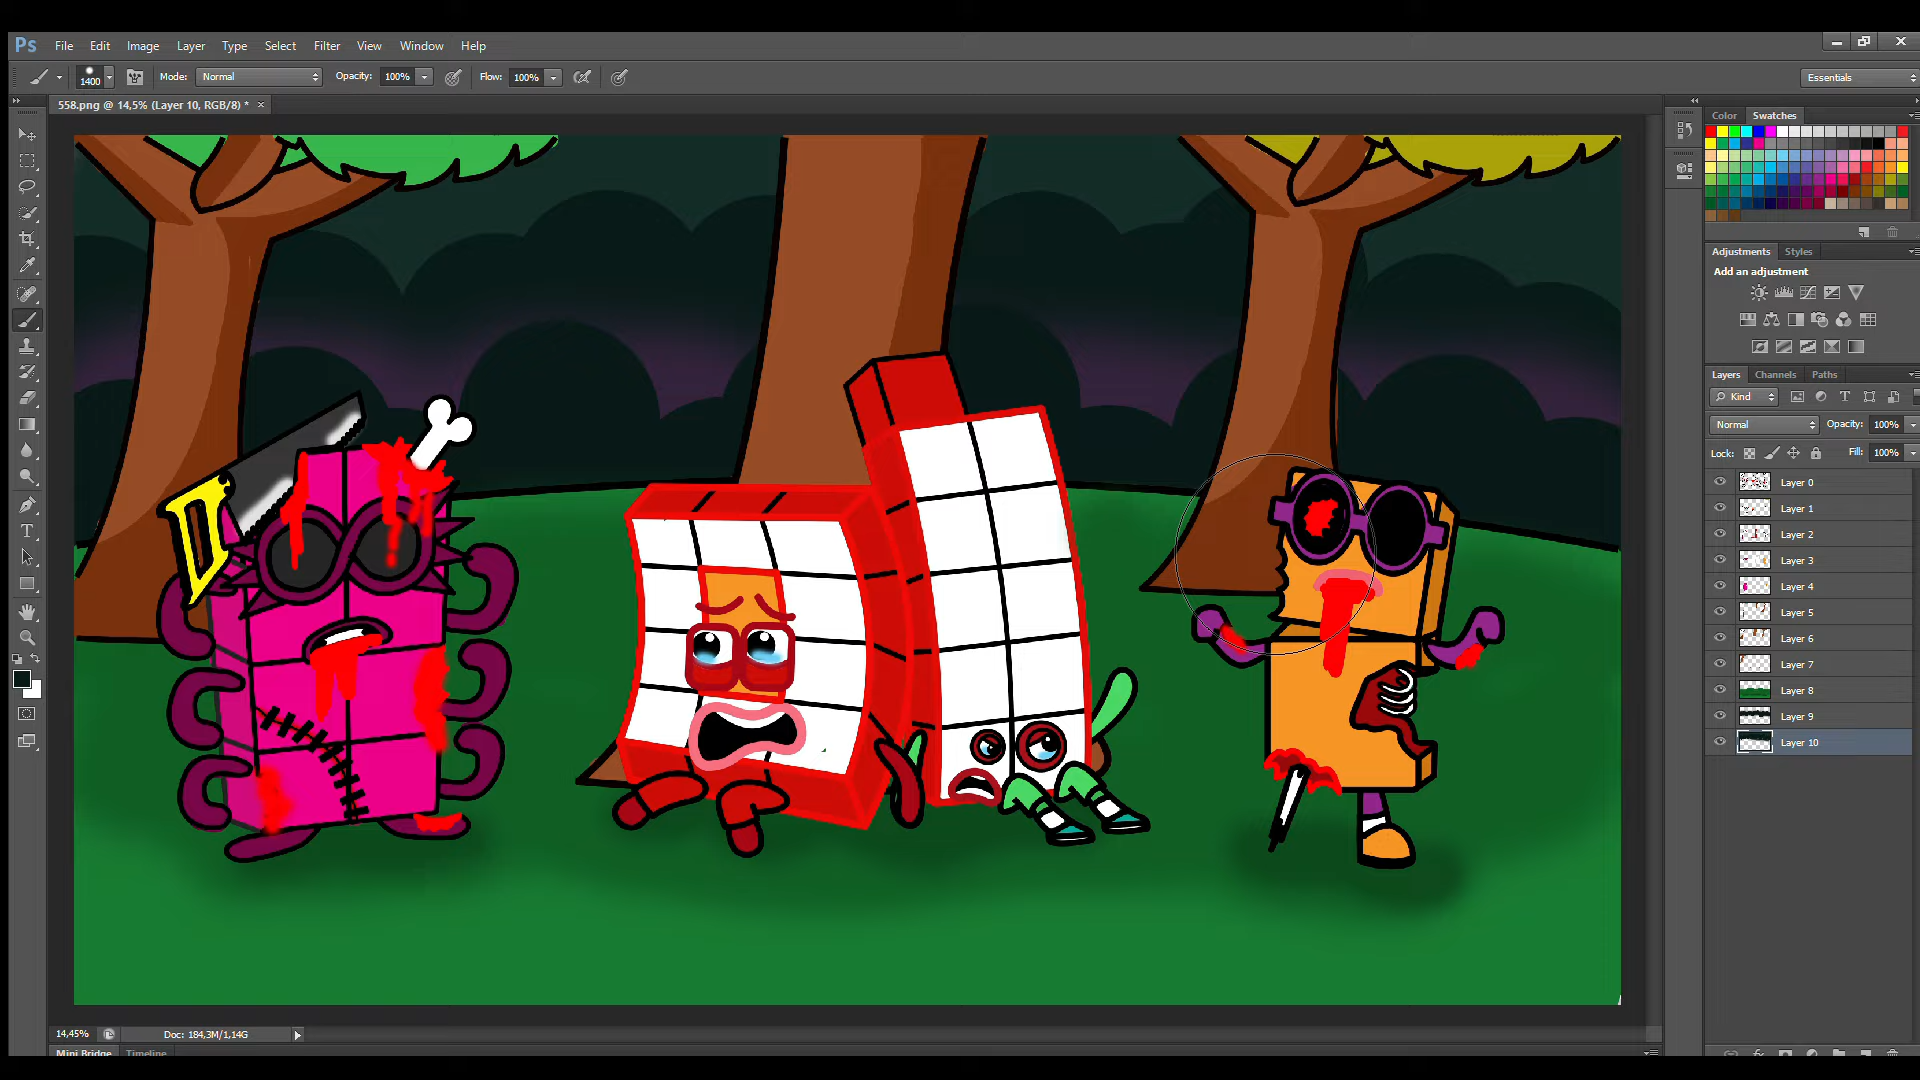 Ps File Edit Image Layer Type Select Filter View Window Help
1400 Mode: Normal Opacity: 100% Flow: 100% Essentials
558.png @ 14,5% (Layer 10, RGB/8) *
Color Swatches
Adjustments Styles
Add an adjustment
Layers Channels Paths
Kind
Normal Opacity: 100%
Lock: Fill: 100%
Layer 0
Layer 1
Layer 2
Layer 3
Layer 4
Layer 5
Layer 6
Layer 7
Layer 8
Layer 9
Layer 10
14,45% Doc: 184,3M/1,14G
Mini Bridge Timeline